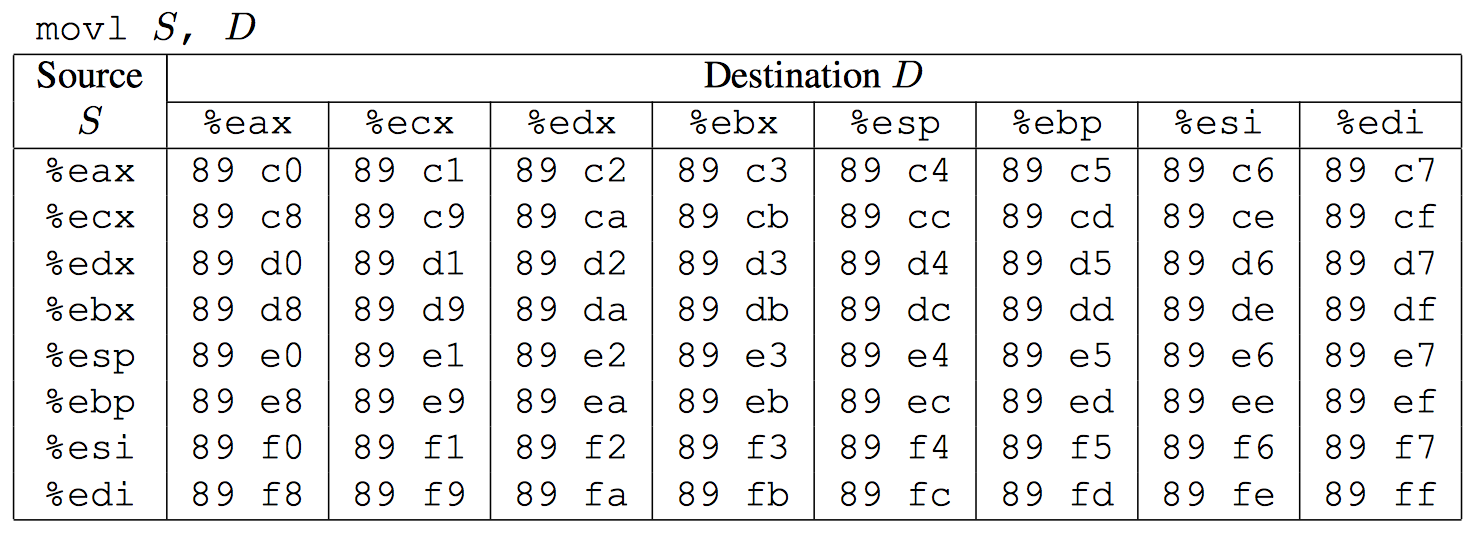 movl S, D
Source Destination D
S %eax %ecx %edx %ebx %esp %ebp %esi %edi
%eax 89 c0 89 c1 89 c2 89 c3 89 c4 89 c5 89 c6 89 c7
%ecx 89 c8 89 c9 89 ca 89 cb 89 cc 89 cd 89 ce 89 cf
%edx 89 d0 89 d1 89 d2 89 d3 89 d4 89 d5 89 d6 89 d7
%ebx 89 d8 89 d9 89 da 89 db 89 dc 89 dd 89 de 89 df
%esp 89 e0 89 e1 89 e2 89 e3 89 e4 89 e5 89 e6 89 e7
%ebp 89 e8 89 e9 89 ea 89 eb 89 ec 89 ed 89 ee 89 ef
%esi 89 f0 89 f1 89 f2 89 f3 89 f4 89 f5 89 f6 89 f7
%edi 89 f8 89 f9 89 fa 89 fb 89 fc 89 fd 89 fe 89 ff